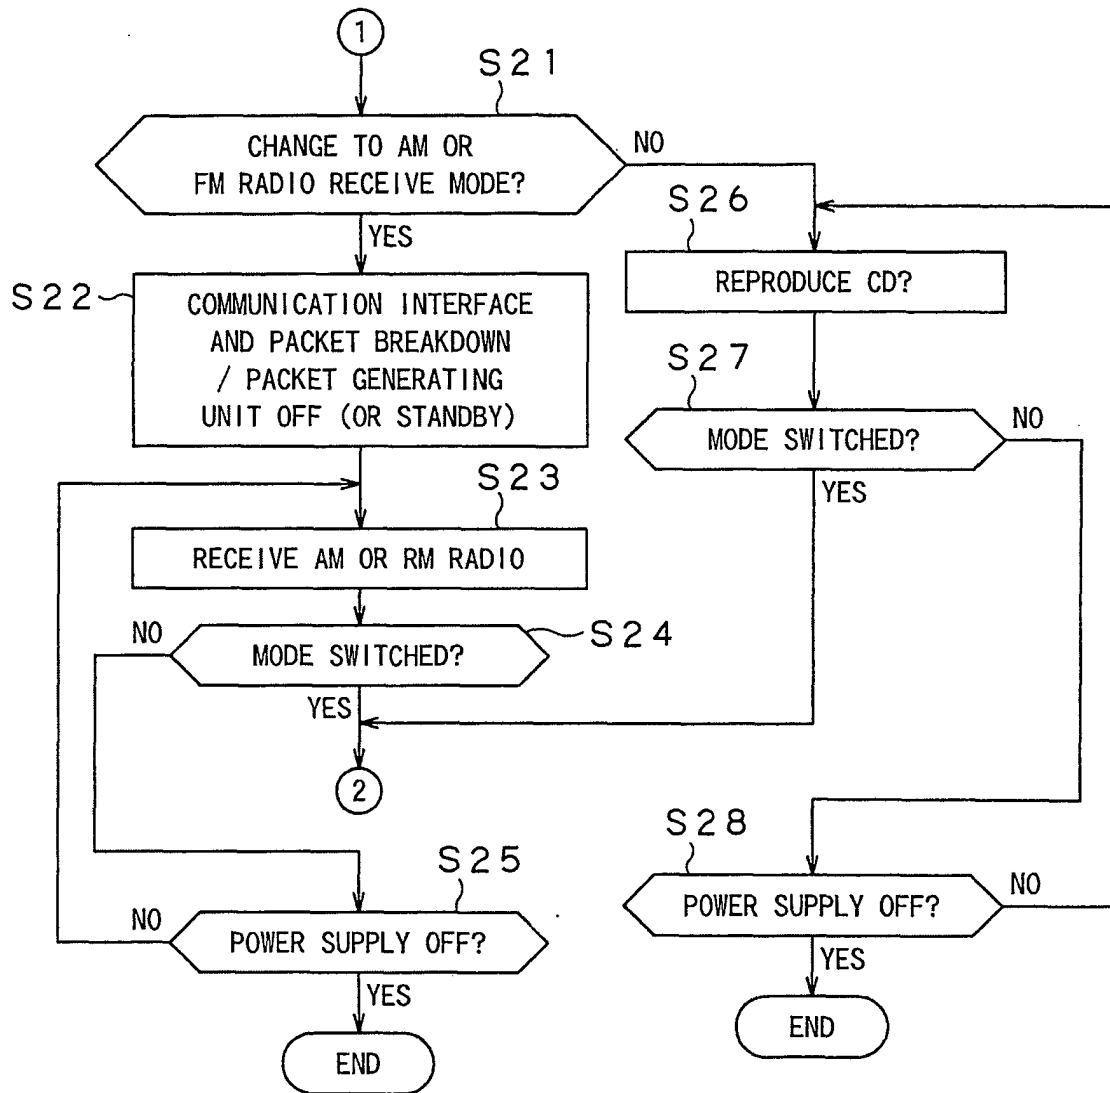 1
S21
CHANGE TO AM OR
FM RADIO RECEIVE MODE?
NO
YES
S22
COMMUNICATION INTERFACE
AND PACKET BREAKDOWN
/ PACKET GENERATING
UNIT OFF (OR STANDBY)
S23
RECEIVE AM OR RM RADIO
S24
NO
MODE SWITCHED?
YES
2
S25
NO
POWER SUPPLY OFF?
YES
END
S26
REPRODUCE CD?
S27
MODE SWITCHED?
NO
YES
S28
POWER SUPPLY OFF?
NO
YES
END